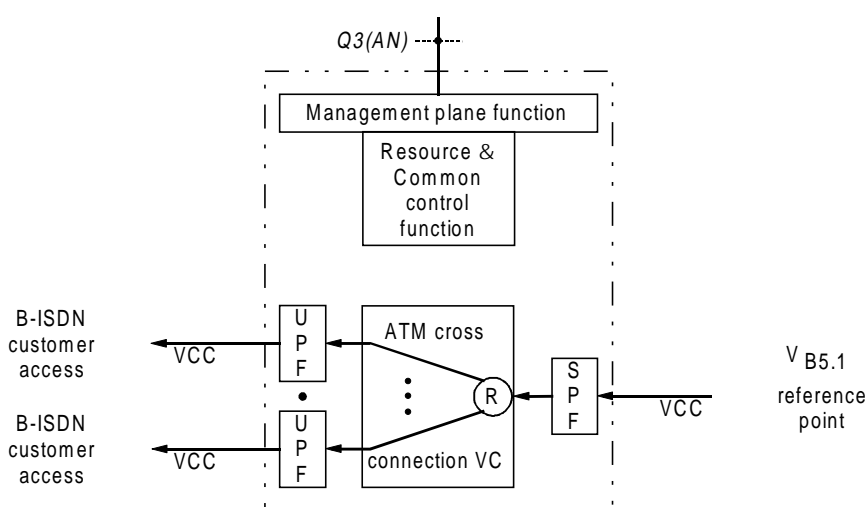 Q3(AN)
Management plane function
Resource &
Common
control
function
B-ISDN
customer
access
VCC
U
P
F
ATM cross
R
S
P
F
VCC
V B5.1
reference
point
B-ISDN
customer
access
VCC
U
P
F
connection VC